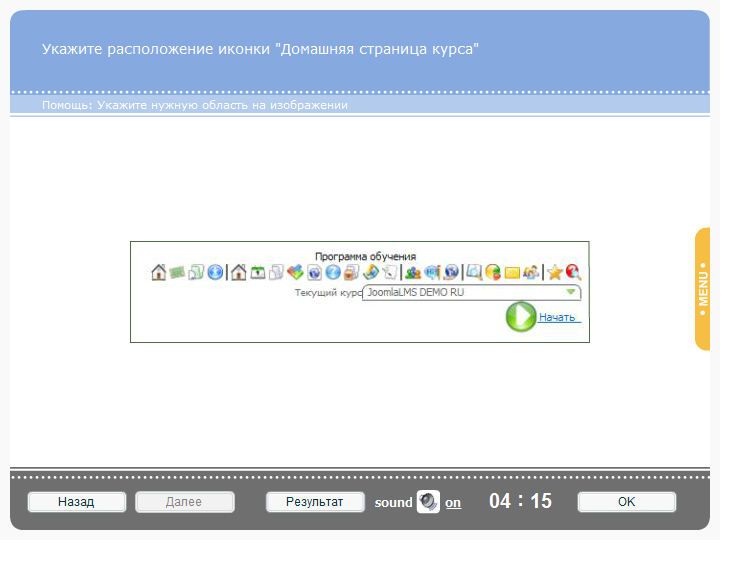 Укажите расположение иконки "Домашняя страница курса"
Помощь: Укажите нужную область на изображении
Программа обучения
Текущий курс JoomlaLMS DEMO RU
Начать
• MENU •
Назад Далее Результат sound on 04 : 15 OK